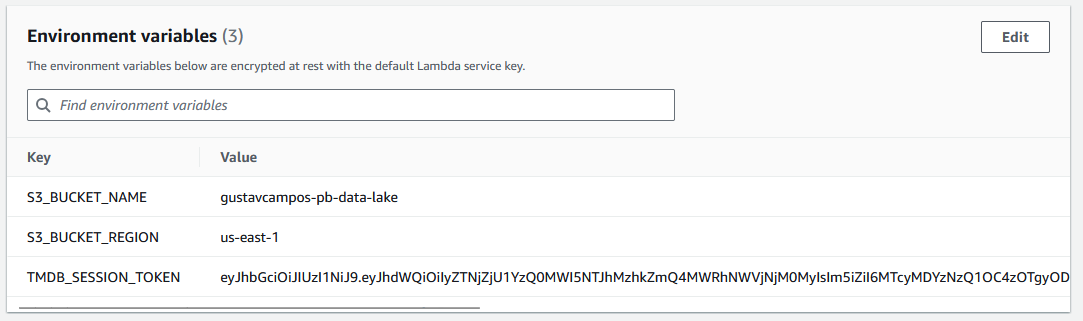 Environment variables (3)
Edit
The environment variables below are encrypted at rest with the default Lambda service key.
Find environment variables
Key Value
S3_BUCKET_NAME gustavcampos-pb-data-lake
S3_BUCKET_REGION us-east-1
TMDB_SESSION_TOKEN eyJhbGciOiJIUzI1NiJ9.eyJhdWQiOiIyZTNjZjU1YzQ0MWI5NTJhMzhkZmQ4MWRhNWVjNjM0MyIsIm5iZiI6MTcyMDYzNzQ1OC4zOTgyOD